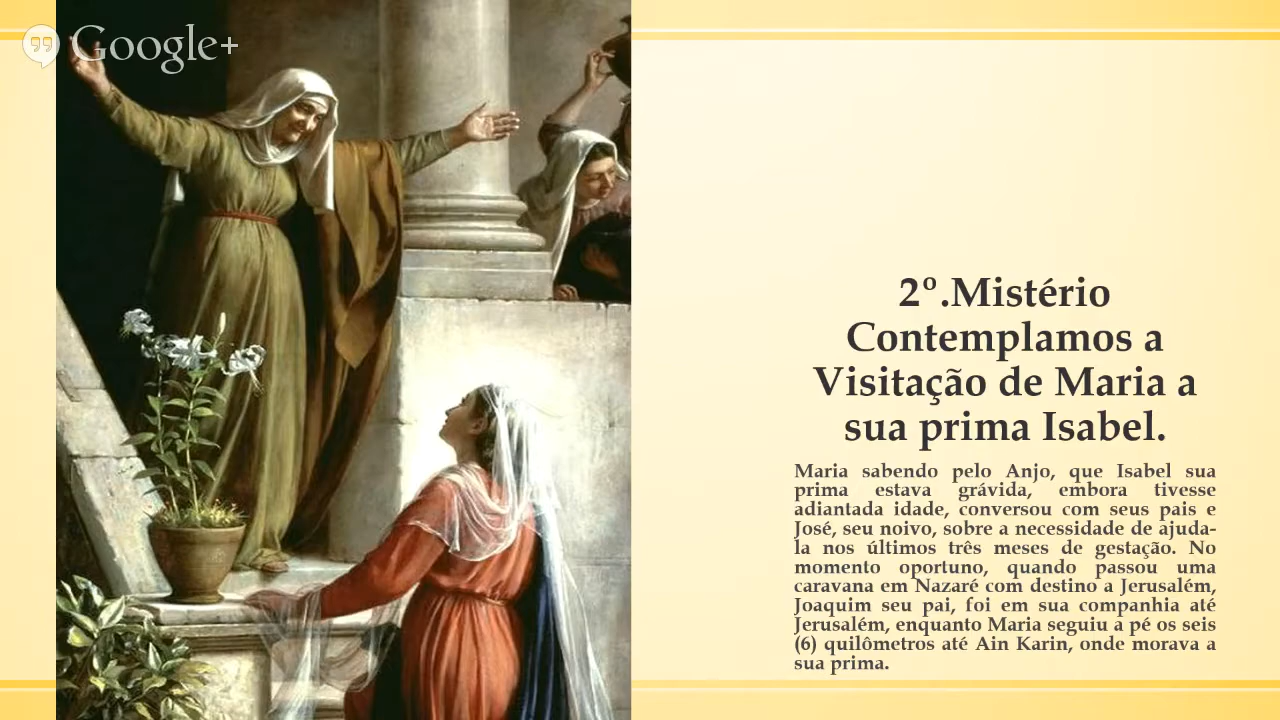 Google+
2º.Mistério
Contemplamos a
Visitação de Maria a
sua prima Isabel.
Maria sabendo pelo Anjo, que Isabel sua
prima estava grávida, embora tivesse
adiantada idade, conversou com seus pais e
José, seu noivo, sobre a necessidade de ajuda-
la nos últimos três meses de gestação. No
momento oportuno, quando passou uma
caravana em Nazaré com destino a Jerusalém,
Joaquim seu pai, foi em sua companhia até
Jerusalém, enquanto Maria seguiu a pé os seis
(6) quilômetros até Ain Karin, onde morava a
sua prima.